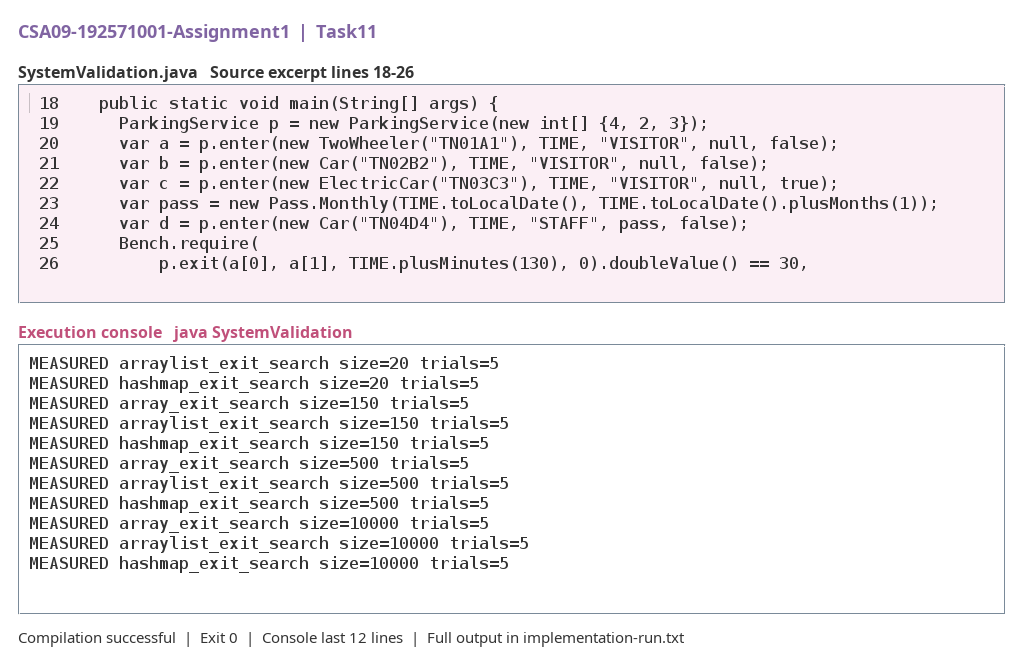 CSA09-192571001-Assignment1 | Task11
SystemValidation.java Source excerpt lines 18-26
18 public static void main(String[] args) {
19 ParkingService p = new ParkingService(new int[] {4, 2, 3});
20 var a = p.enter(new TwoWheeler("TN01A1"), TIME, "VISITOR", null, false);
21 var b = p.enter(new Car("TN02B2"), TIME, "VISITOR", null, false);
22 var c = p.enter(new ElectricCar("TN03C3"), TIME, "VISITOR", null, true);
23 var pass = new Pass.Monthly(TIME.toLocalDate(), TIME.toLocalDate().plusMonths(1));
24 var d = p.enter(new Car("TN04D4"), TIME, "STAFF", pass, false);
25 Bench.require(
26 p.exit(a[0], a[1], TIME.plusMinutes(130), 0).doubleValue() == 30,
Execution console java SystemValidation
MEASURED arraylist_exit_search size=20 trials=5
MEASURED hashmap_exit_search size=20 trials=5
MEASURED array_exit_search size=150 trials=5
MEASURED arraylist_exit_search size=150 trials=5
MEASURED hashmap_exit_search size=150 trials=5
MEASURED array_exit_search size=500 trials=5
MEASURED arraylist_exit_search size=500 trials=5
MEASURED hashmap_exit_search size=500 trials=5
MEASURED array_exit_search size=10000 trials=5
MEASURED arraylist_exit_search size=10000 trials=5
MEASURED hashmap_exit_search size=10000 trials=5
Compilation successful | Exit 0 | Console last 12 lines | Full output in implementation-run.txt